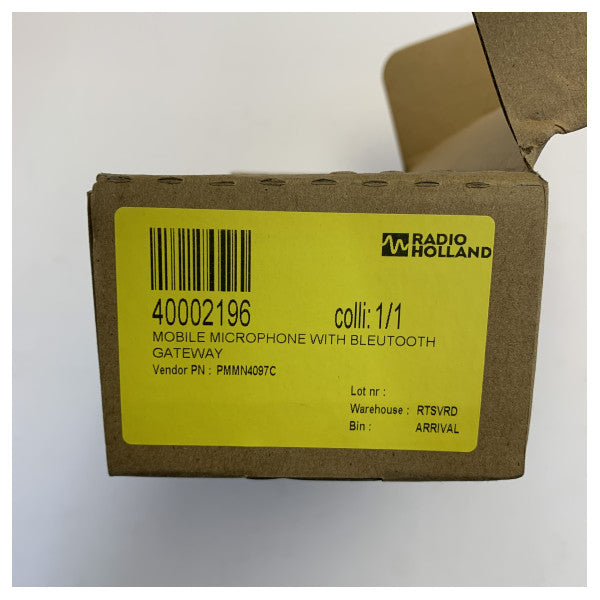 RADIO
HOLLAND
40002196 colli: 1/1
MOBILE MICROPHONE WITH BLEUTOOTH
GATEWAY
Vendor PN : PMMN4097C
Lot nr :
Warehouse : RTSVRD
Bin : ARRIVAL